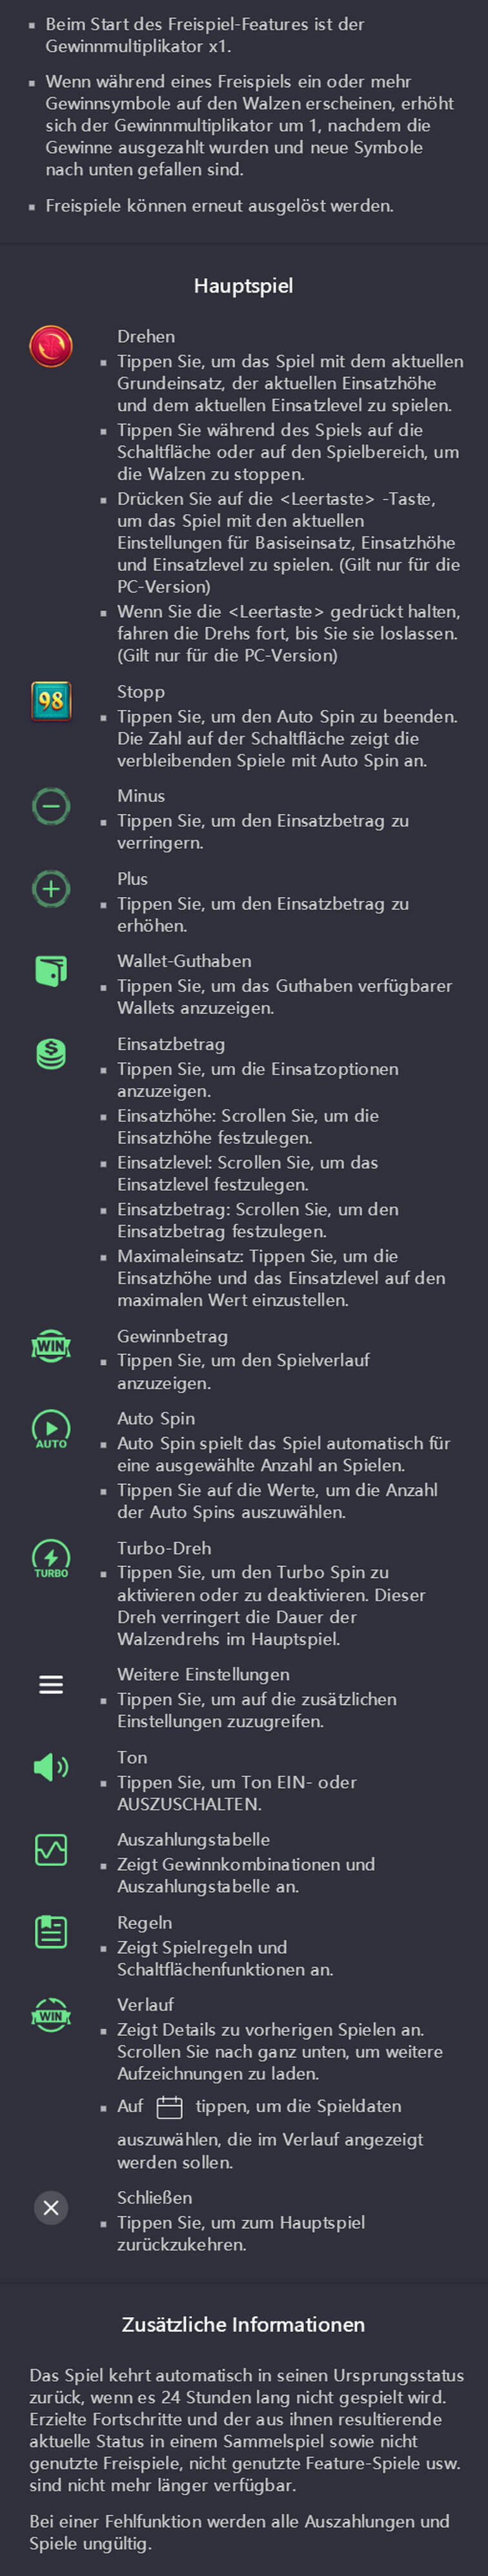 Beim Start des Freispiel-Features ist der
Gewinnmultiplikator x1.
Wenn während eines Freispiels ein oder mehr
Gewinnsymbole auf den Walzen erscheinen, erhöht
sich der Gewinnmultiplikator um 1, nachdem die
Gewinne ausgezahlt wurden und neue Symbole
nach unten gefallen sind.
Freispiele können erneut ausgelöst werden.
Hauptspiel
Drehen
Tippen Sie, um das Spiel mit dem aktuellen
Grundeinsatz, der aktuellen Einsatzhöhe
und dem aktuellen Einsatzlevel zu spielen.
Tippen Sie während des Spiels auf die
Schaltfläche oder auf den Spielbereich, um
die Walzen zu stoppen.
Drücken Sie auf die <Leertaste> -Taste,
um das Spiel mit den aktuellen
Einstellungen für Basiseinsatz, Einsatzhöhe
und Einsatzlevel zu spielen. (Gilt nur für die
PC-Version)
Wenn Sie die <Leertaste> gedrückt halten,
fahren die Drehs fort, bis Sie sie loslassen.
(Gilt nur für die PC-Version)
98
Stopp
Tippen Sie, um den Auto Spin zu beenden.
Die Zahl auf der Schaltfläche zeigt die
verbleibenden Spiele mit Auto Spin an.
Minus
Tippen Sie, um den Einsatzbetrag zu
verringern.
Plus
Tippen Sie, um den Einsatzbetrag zu
erhöhen.
Wallet-Guthaben
Tippen Sie, um das Guthaben verfügbarer
Wallets anzuzeigen.
Einsatzbetrag
Tippen Sie, um die Einsatzoptionen
anzuzeigen.
Einsatzhöhe: Scrollen Sie, um die
Einsatzhöhe festzulegen.
Einsatzlevel: Scrollen Sie, um das
Einsatzlevel festzulegen.
Einsatzbetrag: Scrollen Sie, um den
Einsatzbetrag festzulegen.
Maximaleinsatz: Tippen Sie, um die
Einsatzhöhe und das Einsatzlevel auf den
maximalen Wert einzustellen.
WIN
Gewinnbetrag
Tippen Sie, um den Spielverlauf
anzuzeigen.
AUTO
Auto Spin
Auto Spin spielt das Spiel automatisch für
eine ausgewählte Anzahl an Spielen.
Tippen Sie auf die Werte, um die Anzahl
der Auto Spins auszuwählen.
TURBO
Turbo-Dreh
Tippen Sie, um den Turbo Spin zu
aktivieren oder zu deaktivieren. Dieser
Dreh verringert die Dauer der
Walzendrehs im Hauptspiel.
Weitere Einstellungen
Tippen Sie, um auf die zusätzlichen
Einstellungen zuzugreifen.
Ton
Tippen Sie, um Ton EIN- oder
AUSZUSCHALTEN.
Auszahlungstabelle
Zeigt Gewinnkombinationen und
Auszahlungstabelle an.
Regeln
Zeigt Spielregeln und
Schaltflächenfunktionen an.
WIN
Verlauf
Zeigt Details zu vorherigen Spielen an.
Scrollen Sie nach ganz unten, um weitere
Aufzeichnungen zu laden.
Auf tippen, um die Spieldaten
auszuwählen, die im Verlauf angezeigt
werden sollen.
Schließen
Tippen Sie, um zum Hauptspiel
zurückzukehren.
Zusätzliche Informationen
Das Spiel kehrt automatisch in seinen Ursprungsstatus
zurück, wenn es 24 Stunden lang nicht gespielt wird.
Erzielte Fortschritte und der aus ihnen resultierende
aktuelle Status in einem Sammelspiel sowie nicht
genutzte Freispiele, nicht genutzte Feature-Spiele usw.
sind nicht mehr länger verfügbar.
Bei einer Fehlfunktion werden alle Auszahlungen und
Spiele ungültig.